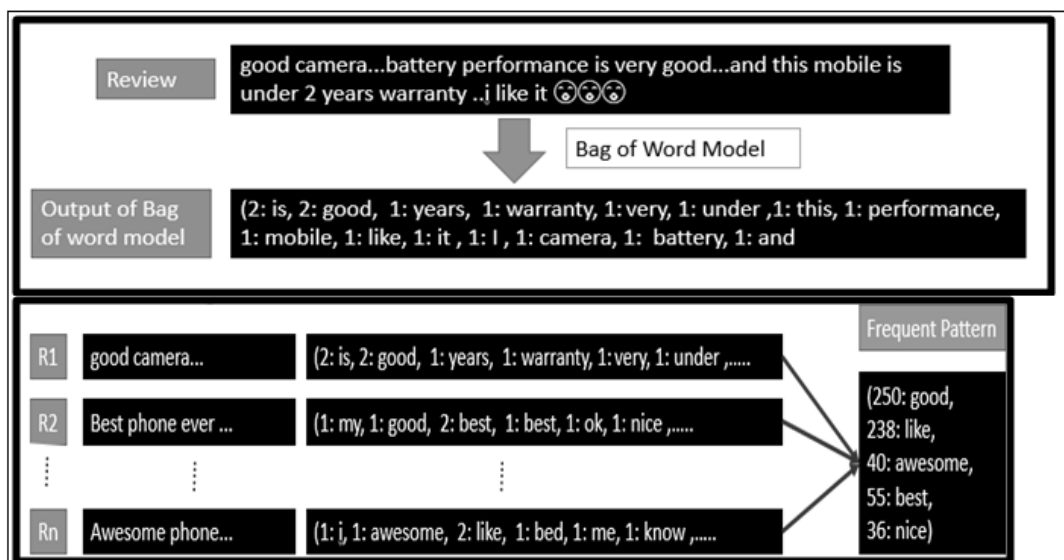 Review
good camera...battery performance is very good...and this mobile is
under 2 years warranty ..i like it 😮😮😮
Bag of Word Model
Output of Bag
of word model
(2: is, 2: good, 1: years, 1: warranty, 1:very, 1: under ,1: this, 1: performance,
1: mobile, 1: like, 1: it , 1: I , 1: camera, 1: battery, 1: and
Frequent Pattern
R1
good camera...
(2: is, 2: good, 1: years, 1: warranty, 1:very, 1: under ,.....
R2
Best phone ever ...
(1: my, 1: good, 2: best, 1: best, 1: ok, 1: nice ,.....
Rn
Awesome phone...
(1: i, 1: awesome, 2: like, 1: bed, 1: me, 1: know ,.....
(250: good,
238: like,
40: awesome,
55: best,
36: nice)